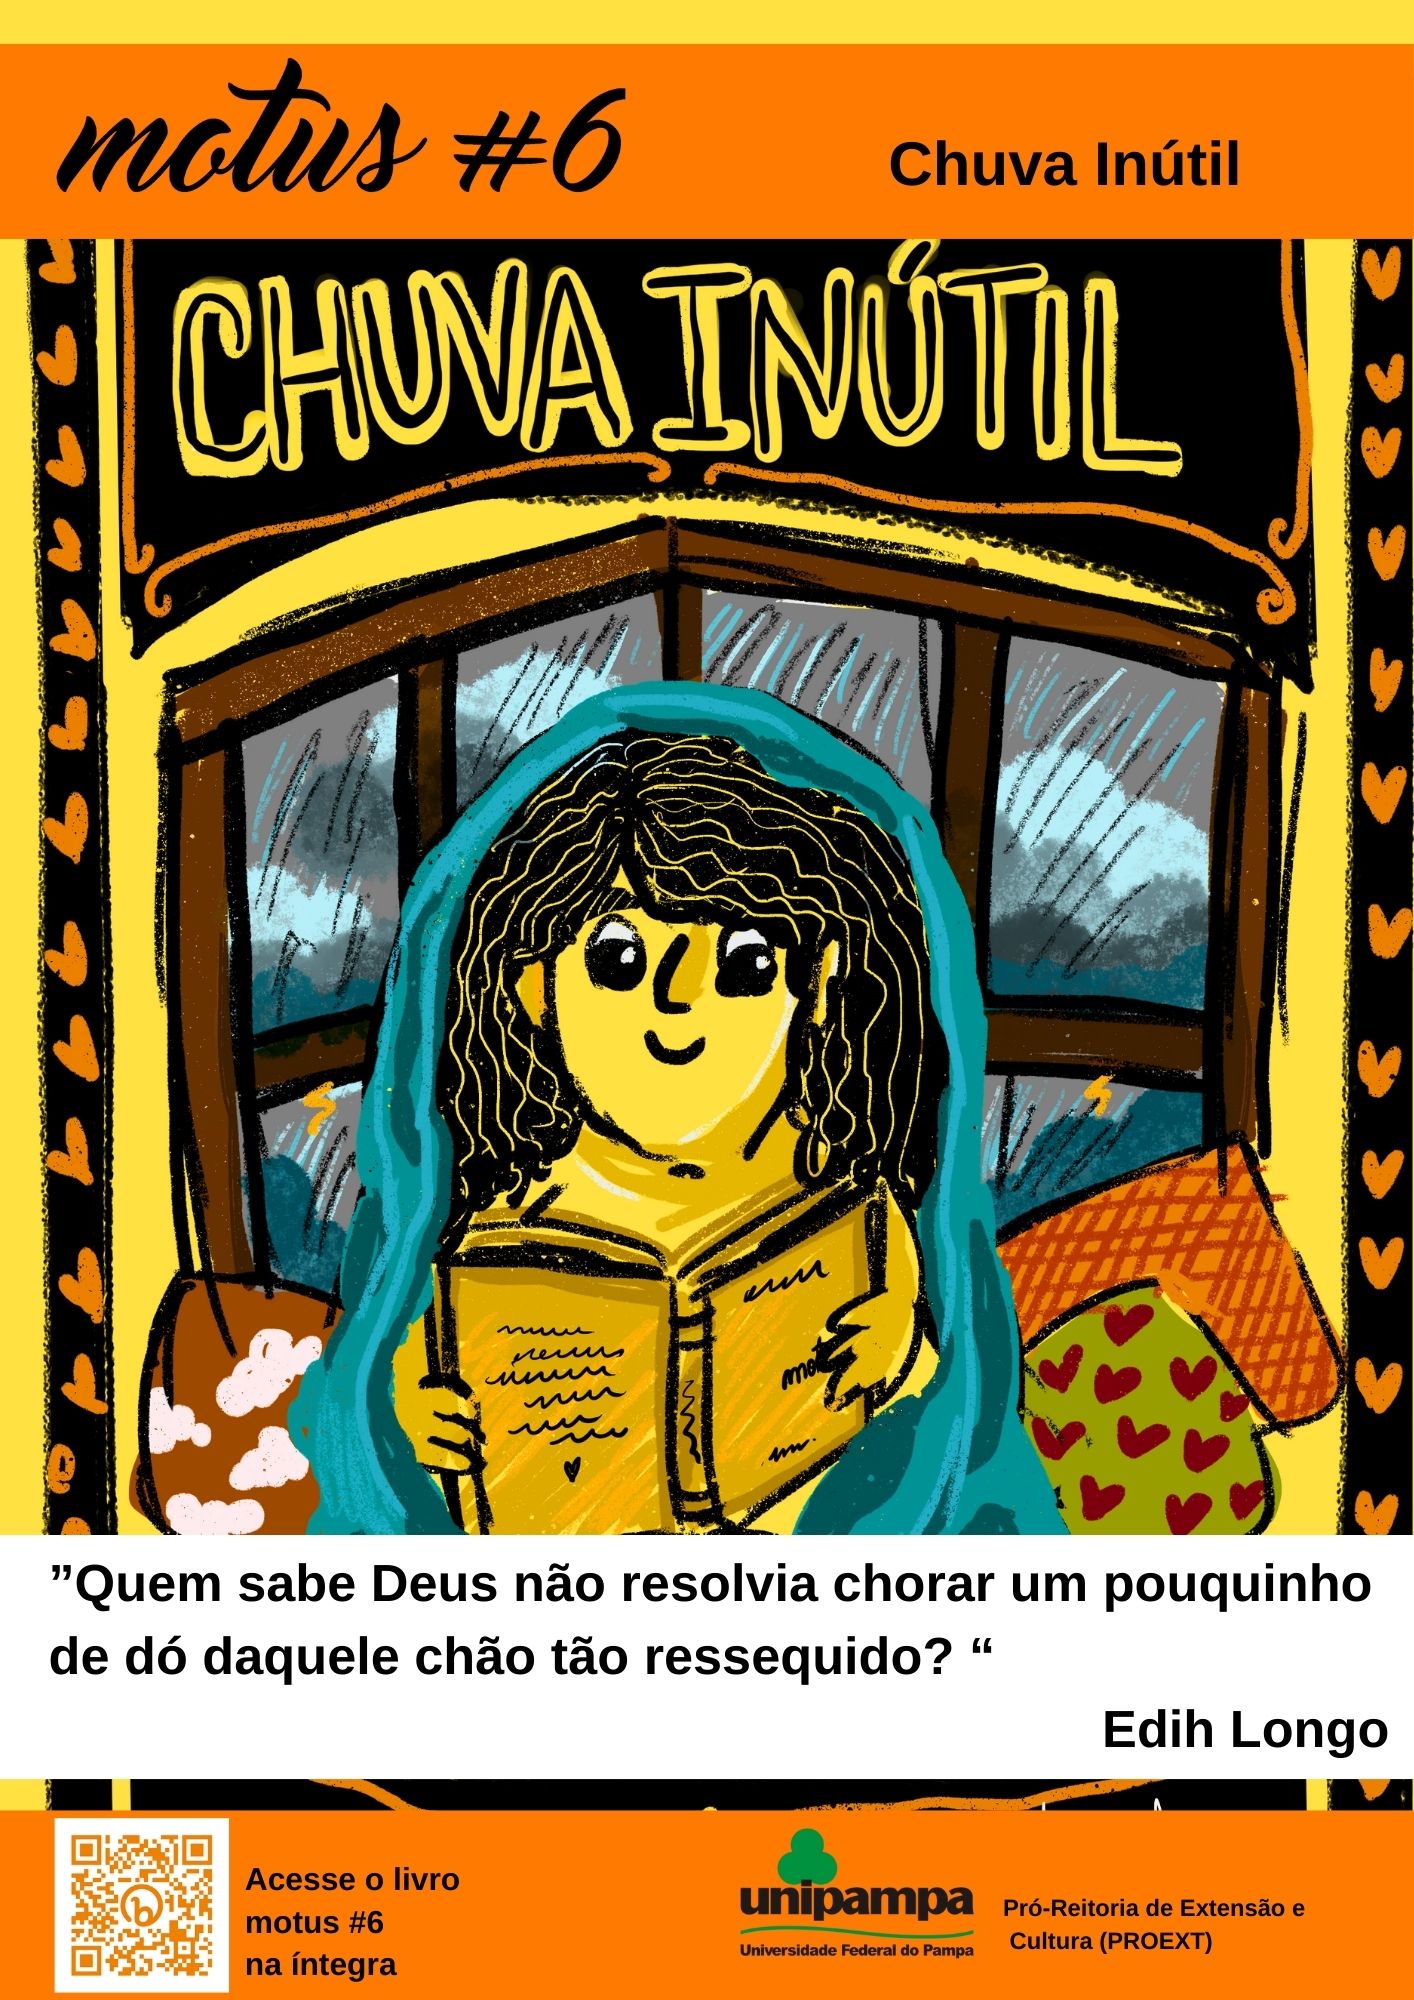 motus #6
Chuva Inútil
CHUVA INÚTIL
”Quem sabe Deus não resolvia chorar um pouquinho
de dó daquele chão tão ressequido? “
Edih Longo
Acesse o livro
motus #6
na íntegra
unipampa
Universidade Federal do Pampa
Pró-Reitoria de Extensão e
Cultura (PROEXT)